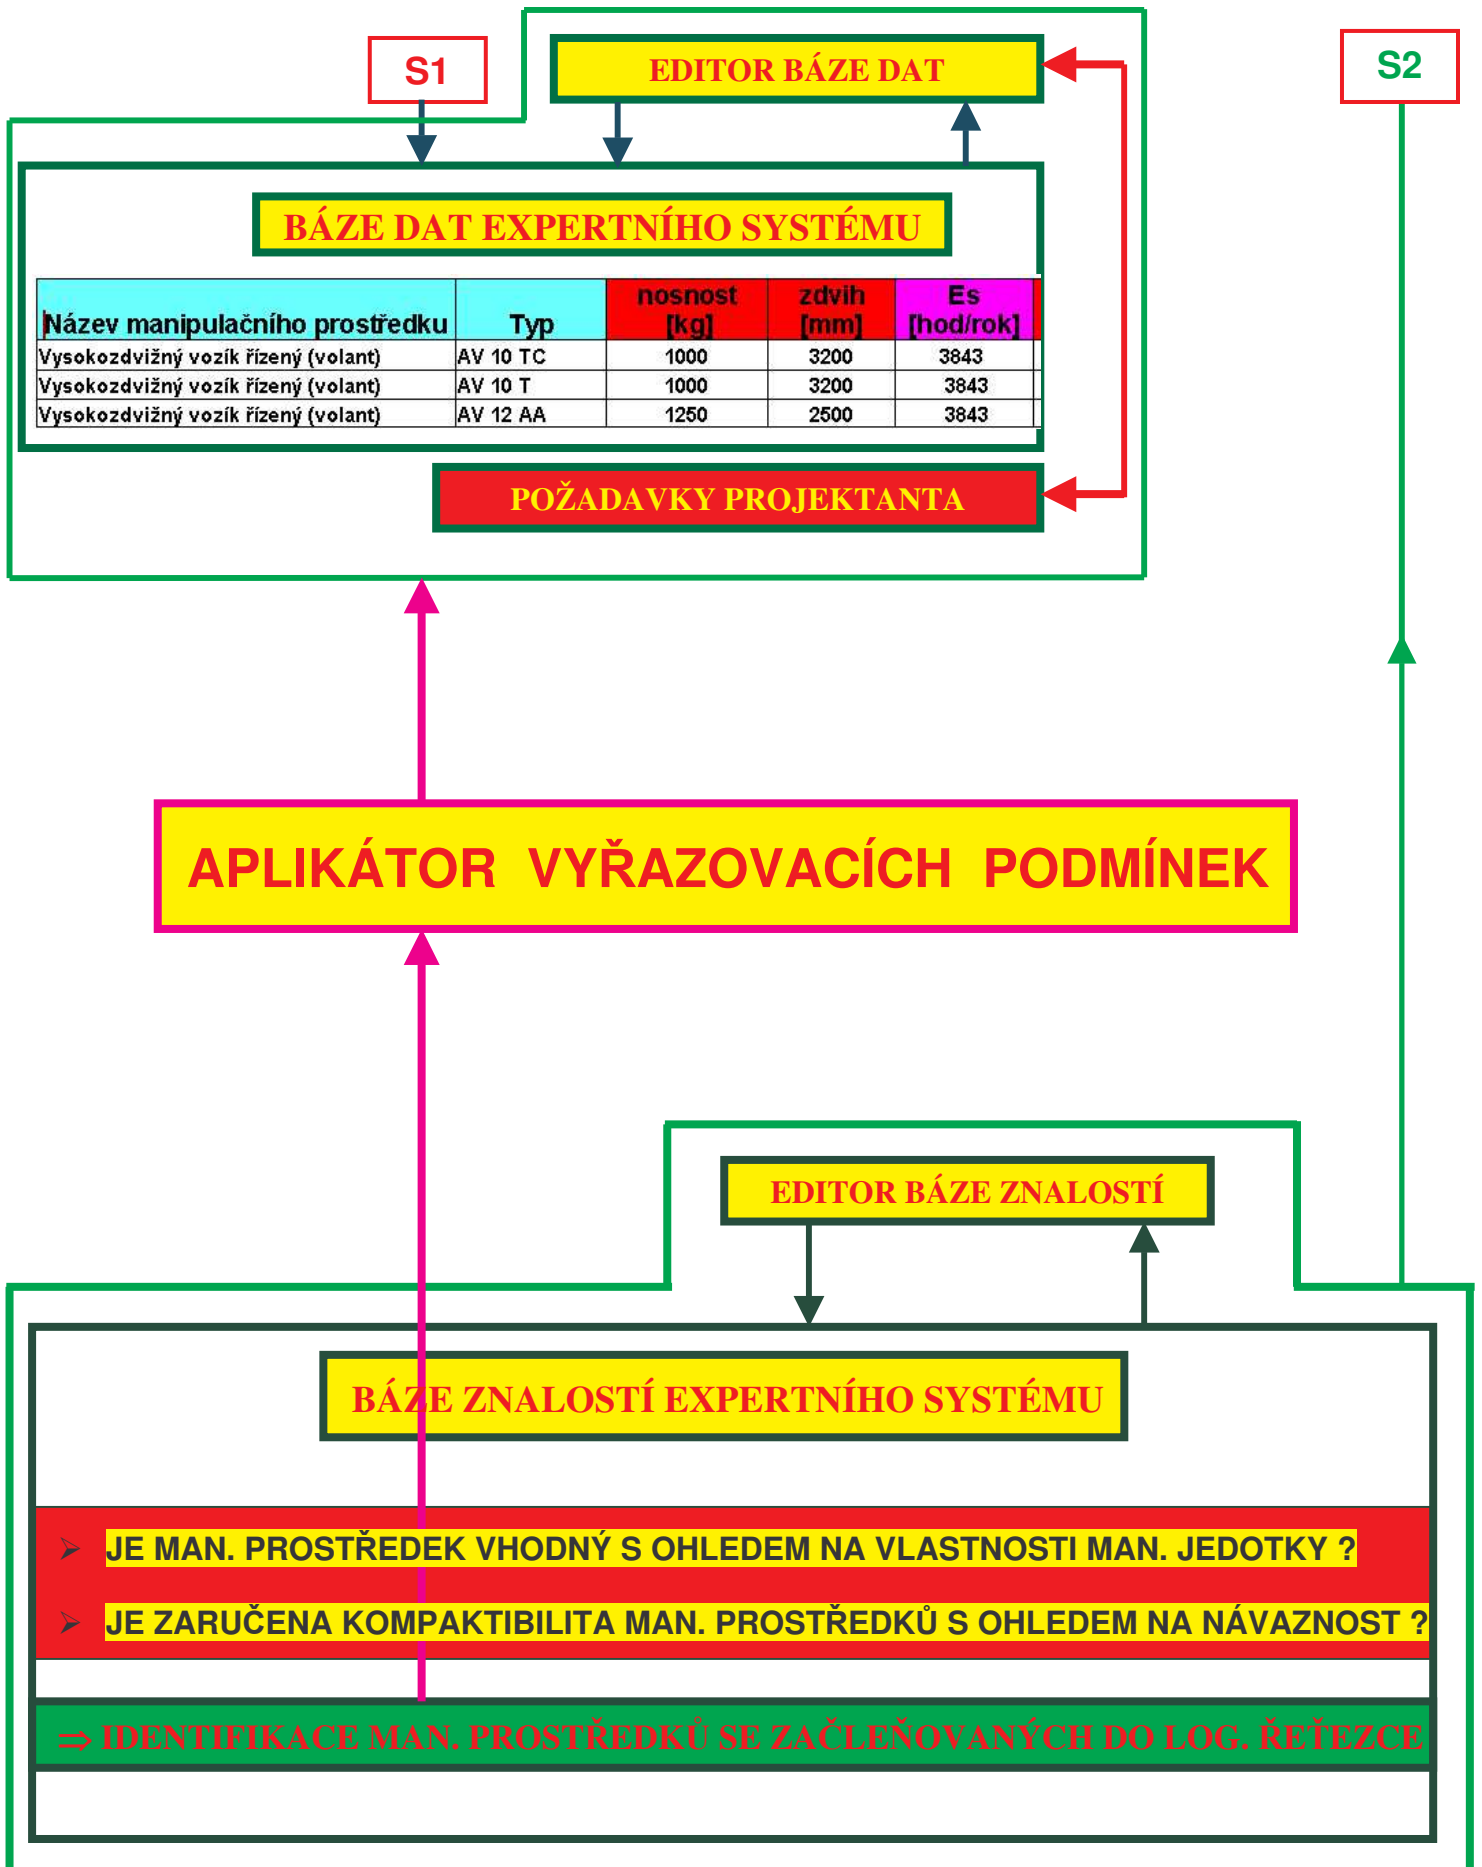 S1
EDITOR BÁZE DAT
S2
BÁZE DAT EXPERTNÍHO SYSTÉMU
Název manipulačního prostředku Typ nosnost [kg] zdvih [mm] Es [hod/rok]
Vysokozdvižný vozík řízený (volant) AV 10 TC 1000 3200 3843
Vysokozdvižný vozík řízený (volant) AV 10 T 1000 3200 3843
Vysokozdvižný vozík řízený (volant) AV 12 AA 1250 2500 3843
POŽADAVKY PROJEKTANTA
APLIKÁTOR VYŘAZOVACÍCH PODMÍNEK
EDITOR BÁZE ZNALOSTÍ
BÁZE ZNALOSTÍ EXPERTNÍHO SYSTÉMU
➢ JE MAN. PROSTŘEDEK VHODNÝ S OHLEDEM NA VLASTNOSTI MAN. JEDOTKY ?
➢ JE ZARUČENA KOMPAKTIBILITA MAN. PROSTŘEDKŮ S OHLEDEM NA NÁVAZNOST ?
⇒ IDENTIFIKACE MAN. PROSTŘEDKŮ SE ZAČLEŇOVANÝCH DO LOG. ŘEŤEZCE